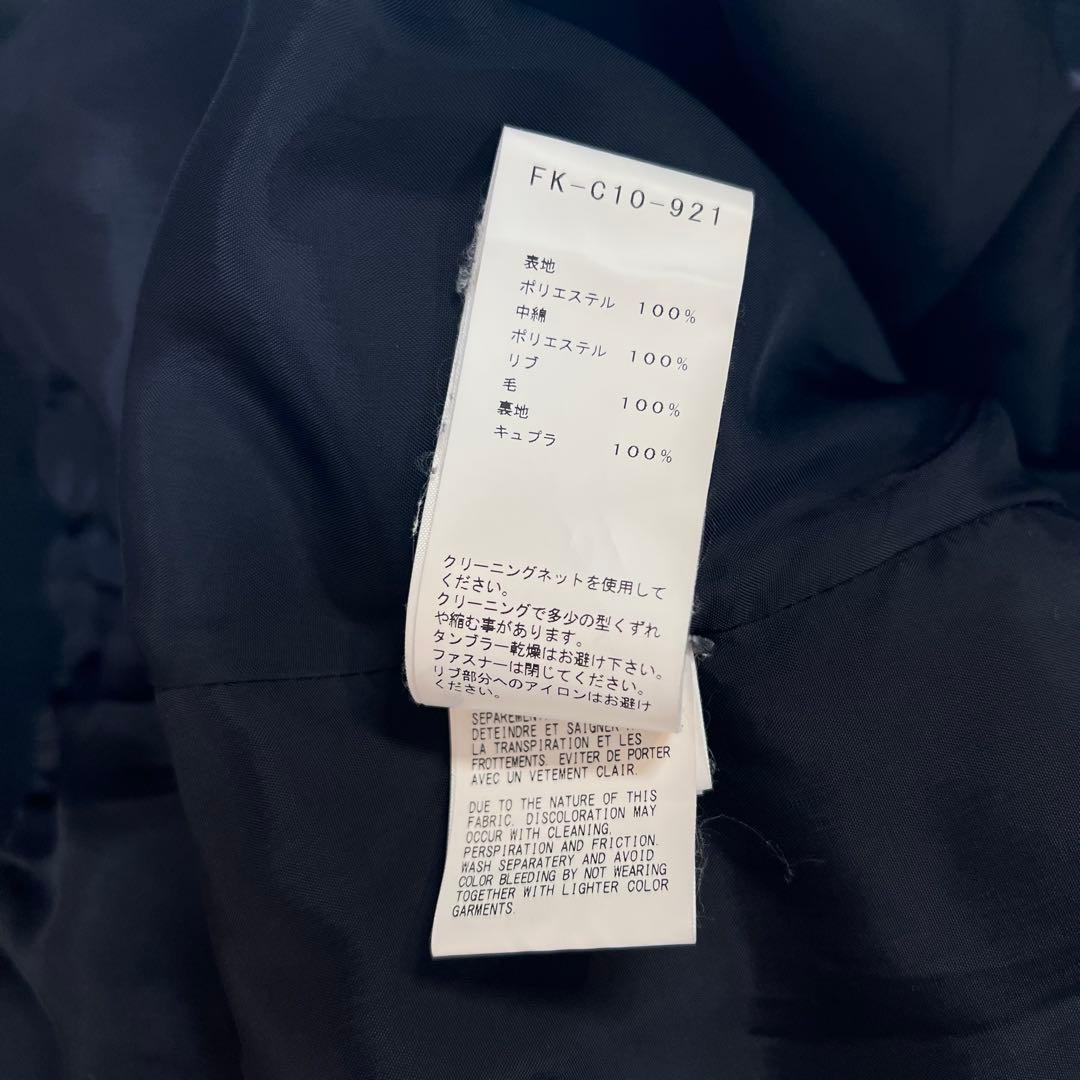 FK-C10-921
表地
ポリエステル 100%
中綿
ポリエステル 100%
リブ
毛 100%
裏地
キュプラ 100%
クリーニングネットを使用して
ください。
クリーニングで多少の型くずれ
や縮む事があります。
タンブラー乾燥はお避け下さい。
ファスナーは閉じてください。
リブ部分へのアイロンはお避け
ください。
DETEINDRE ET SAIGNER
LA TRANSPIRATION ET LES
FROTTEMENTS. EVITER DE PORTER
AVEC UN VETEMENT CLAIR.
DUE TO THE NATURE OF THIS
FABRIC. DISCOLORATION MAY
OCCUR WITH CLEANING,
PERSPIRATION AND FRICTION.
WASH SEPARATERY AND AVOID
COLOR BLEEDING BY NOT WEARING
TOGETHER WITH LIGHTER COLOR
GARMENTS.